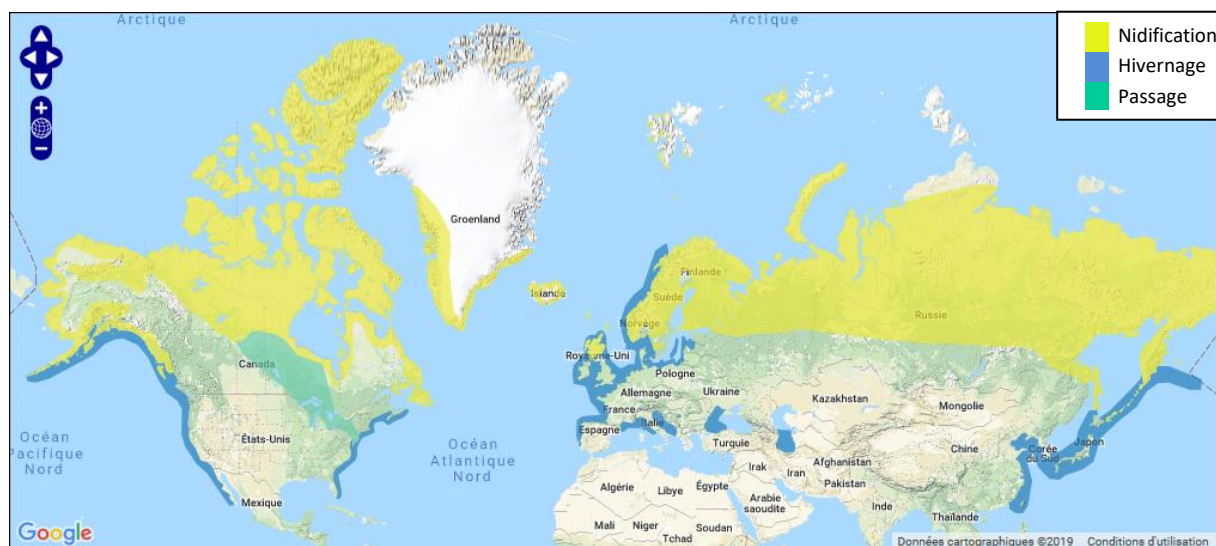 Arctique
Arctique
Nidification
Hivernage
Passage
+
−
Groenland
Islande
Finlande
Suède
Norvège
Russie
Royaume-Uni
Canada
Pologne
Allemagne
Ukraine
France
Kazakhstan
Mongolie
Italie
Espagne
États-Unis
Océan
Pacifique
Nord
Océan
Atlantique
Nord
Turquie
Chine
Corée
du Sud
Japon
Irak
Iran
Afghanistan
Pakistan
Algérie
Libye
Égypte
Arabie
saoudite
Inde
Mexique
Mali
Niger
Tchad
Soudan
Thaïlande
Google
Données cartographiques ©2019
Conditions d'utilisation